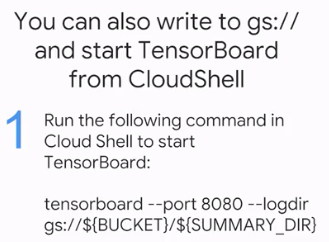 You can also write to gs://
and start TensorBoard
from CloudShell
1
Run the following command in
Cloud Shell to start
TensorBoard:
tensorboard --port 8080 --logdir
gs://${BUCKET}/${SUMMARY_DIR}